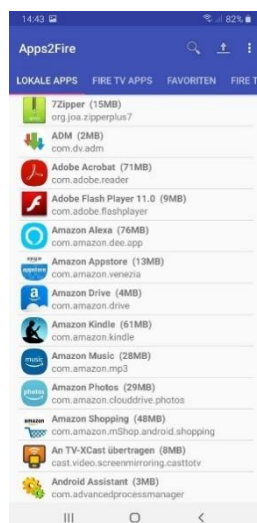 14:43 82%
Apps2Fire
LOKALE APPS FIRE TV APPS FAVORITEN FIRE T
7Zipper (15MB)
org.joa.zipperplus7
ADM (2MB)
com.dv.adm
Adobe Acrobat (71MB)
com.adobe.reader
Adobe Flash Player 11.0 (9MB)
com.adobe.flashplayer
Amazon Alexa (76MB)
com.amazon.dee.app
Amazon Appstore (13MB)
com.amazon.venezia
Amazon Drive (4MB)
com.amazon.drive
Amazon Kindle (61MB)
com.amazon.kindle
music
Amazon Music (28MB)
com.amazon.mp3
photos
Amazon Photos (29MB)
com.amazon.clouddrive.photos
amazon
Amazon Shopping (48MB)
com.amazon.mShop.android.shopping
An TV-XCast übertragen (8MB)
cast.video.screenmirroring.casttotv
Android Assistant (3MB)
com.advancedprocessmanager